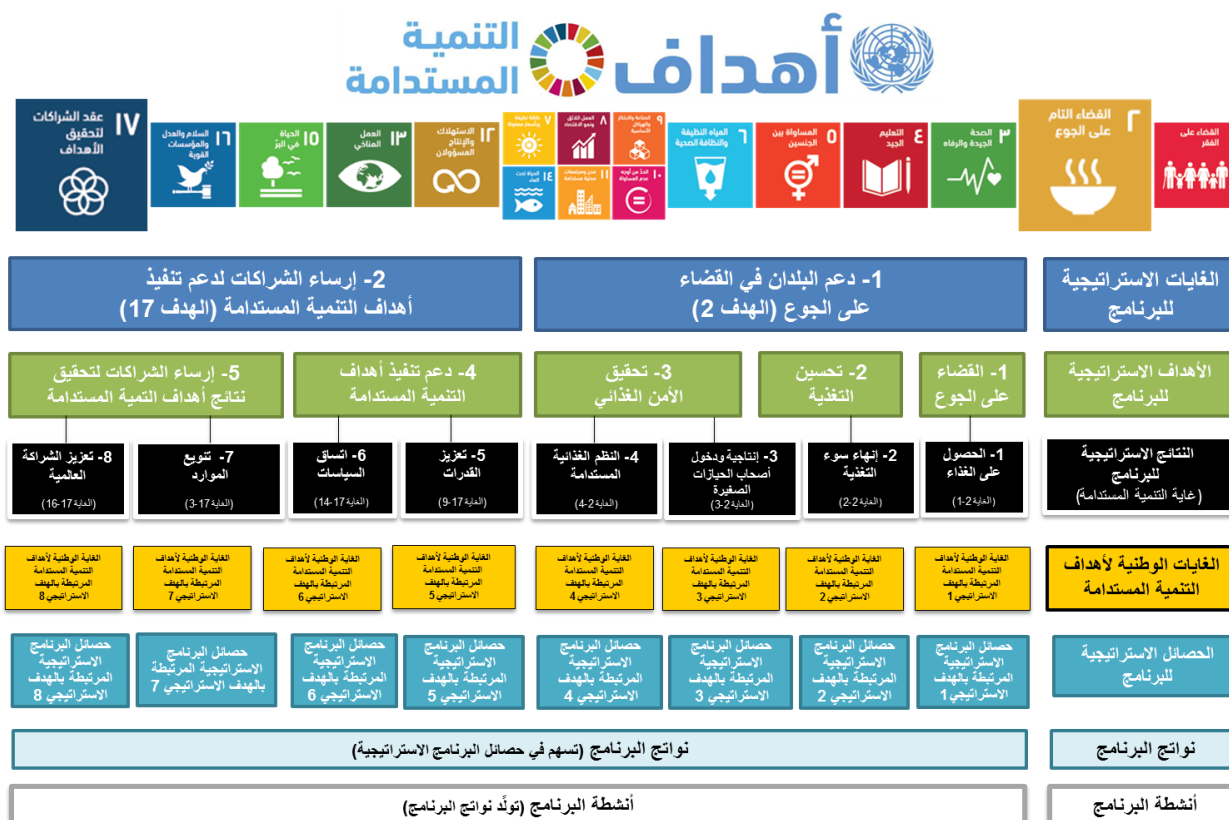 أهداف
التنمية
المستدامة
القضاء على
الفقر
٢
القضاء التام
على الجوع
٣
الصحة
الجيدة والرفاه
٤
التعليم
الجيد
٥
المساواة بين
الجنسين
٦
المياه النظيفة
والنظافة الصحية
٩
الصناعة والابتكار
والهياكل
الأساسية
٨
العمل اللائق
ونمو الاقتصاد
٧
طاقة نظيفة
وبأسعار معقولة
١٠
الحدّ من أوجه
عدم المساواة
١١
مدن ومجتمعات
محلية مستدامة
١٤
الحياة تحت
الماء
١٢
الاستهلاك
والإنتاج
المسؤولان
١٣
العمل
المناخي
١٥
الحياة
في البرّ
١٦
السلام والعدل
والمؤسسات
القوية
١٧
عقد الشراكات
لتحقيق
الأهداف
الغايات الاستراتيجية
للبرنامج
1- دعم البلدان في القضاء
على الجوع (الهدف 2)
2- إرساء الشراكات لدعم تنفيذ
أهداف التنمية المستدامة (الهدف 17)
الأهداف الاستراتيجية
للبرنامج
1- القضاء
على الجوع
2- تحسين
التغذية
3- تحقيق
الأمن الغذائي
4- دعم تنفيذ أهداف
التنمية المستدامة
5- إرساء الشراكات لتحقيق
نتائج أهداف التمية المستدامة
النتائج الاستراتيجية
للبرنامج
(غاية التنمية المستدامة)
1- الحصول
على الغذاء
(الغاية 2-1)
2- إنهاء سوء
التغذية
(الغاية 2-2)
3- إنتاجية ودخول
أصحاب الحيازات
الصغيرة
(الغاية 2-3)
4- النظم الغذائية
المستدامة
(الغاية 2-4)
5- تعزيز
القدرات
(الغاية 17-9)
6- اتساق
السياسات
(الغاية 17-14)
7- تنويع
الموارد
(الغاية 17-3)
8- تعزيز الشراكة
العالمية
(الغاية 17-16)
الغايات الوطنية لأهداف
التنمية المستدامة
الغاية الوطنية لأهداف
التنمية المستدامة
المرتبطة بالهدف
الاستراتيجي 1
الغاية الوطنية لأهداف
التنمية المستدامة
المرتبطة بالهدف
الاستراتيجي 2
الغاية الوطنية لأهداف
التنمية المستدامة
المرتبطة بالهدف
الاستراتيجي 3
الغاية الوطنية لأهداف
التنمية المستدامة
المرتبطة بالهدف
الاستراتيجي 4
الغاية الوطنية لأهداف
التنمية المستدامة
المرتبطة بالهدف
الاستراتيجي 5
الغاية الوطنية لأهداف
التنمية المستدامة
المرتبطة بالهدف
الاستراتيجي 6
الغاية الوطنية لأهداف
التنمية المستدامة
المرتبطة بالهدف
الاستراتيجي 7
الغاية الوطنية لأهداف
التنمية المستدامة
المرتبطة بالهدف
الاستراتيجي 8
الحصائل الاستراتيجية
للبرنامج
حصائل البرنامج
الاستراتيجية
المرتبطة بالهدف
الاستراتيجي 1
حصائل البرنامج
الاستراتيجية
المرتبطة بالهدف
الاستراتيجي 2
حصائل البرنامج
الاستراتيجية
المرتبطة بالهدف
الاستراتيجي 3
حصائل البرنامج
الاستراتيجية
المرتبطة بالهدف
الاستراتيجي 4
حصائل البرنامج
الاستراتيجية
المرتبطة بالهدف
الاستراتيجي 5
حصائل البرنامج
الاستراتيجية
المرتبطة بالهدف
الاستراتيجي 6
حصائل البرنامج
الاستراتيجية المرتبطة
بالهدف الاستراتيجي 7
حصائل البرنامج
الاستراتيجية
المرتبطة بالهدف
الاستراتيجي 8
نواتج البرنامج
نواتج البرنامج (تسهم في حصائل البرنامج الاستراتيجية)
أنشطة البرنامج
أنشطة البرنامج (تولِّد نواتج البرنامج)